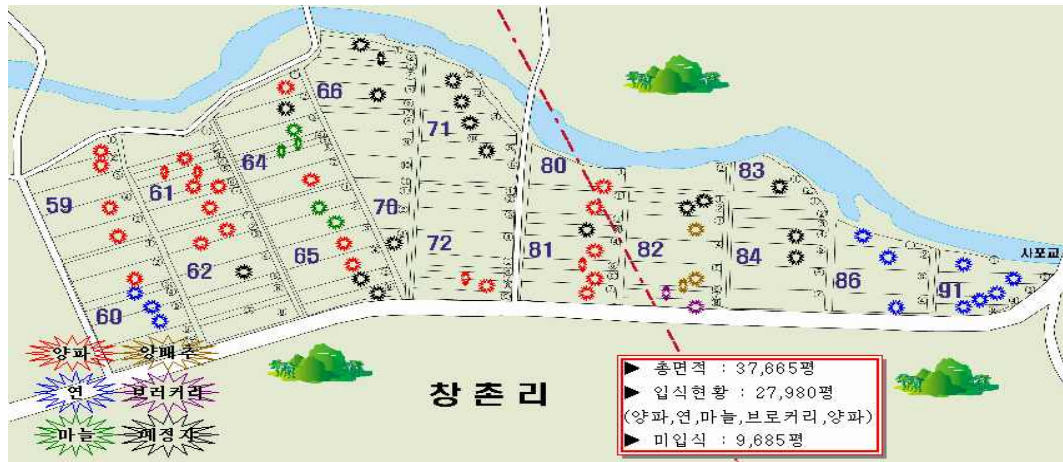 66
71
64
80
83
59
61
70
62
65
72
81
82
84
86
91
60
사포교
양파
양배추
연
브러커리
마늘
예정지
창촌리
▶ 총면적 : 37,665평
▶ 입식현황 : 27,980평
(양파,연,마늘,브로커리,양파)
▶ 미입식 : 9,685평